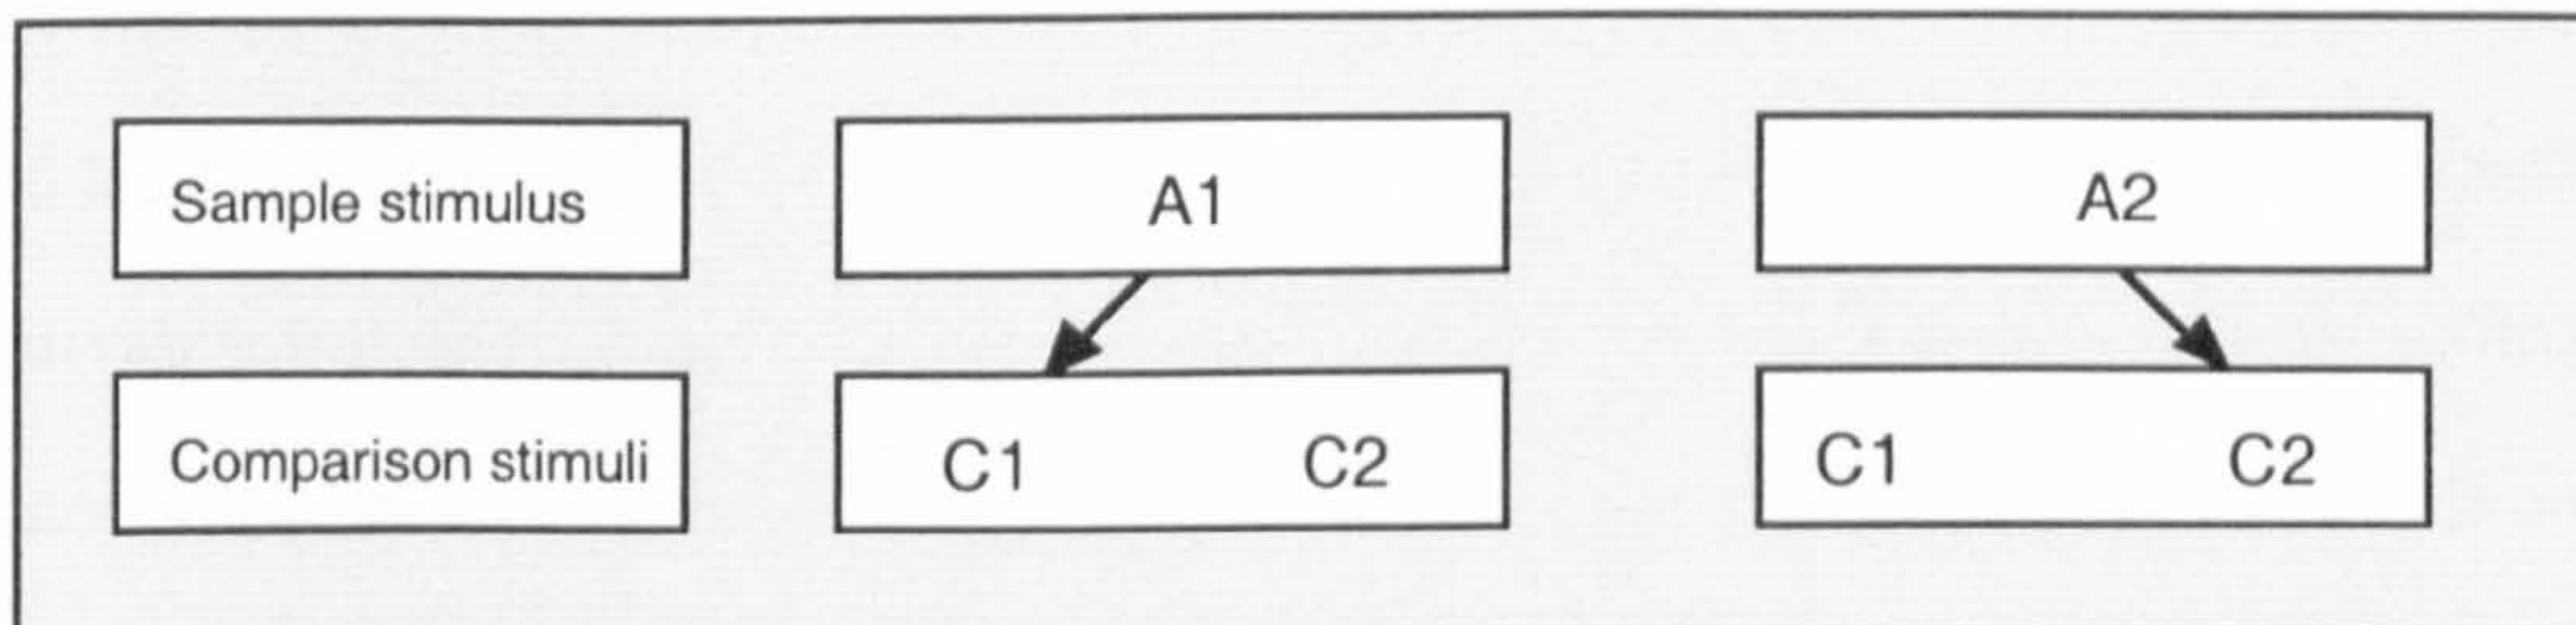 Sample stimulus
A1
A2
Comparison stimuli
C1 C2
C1 C2